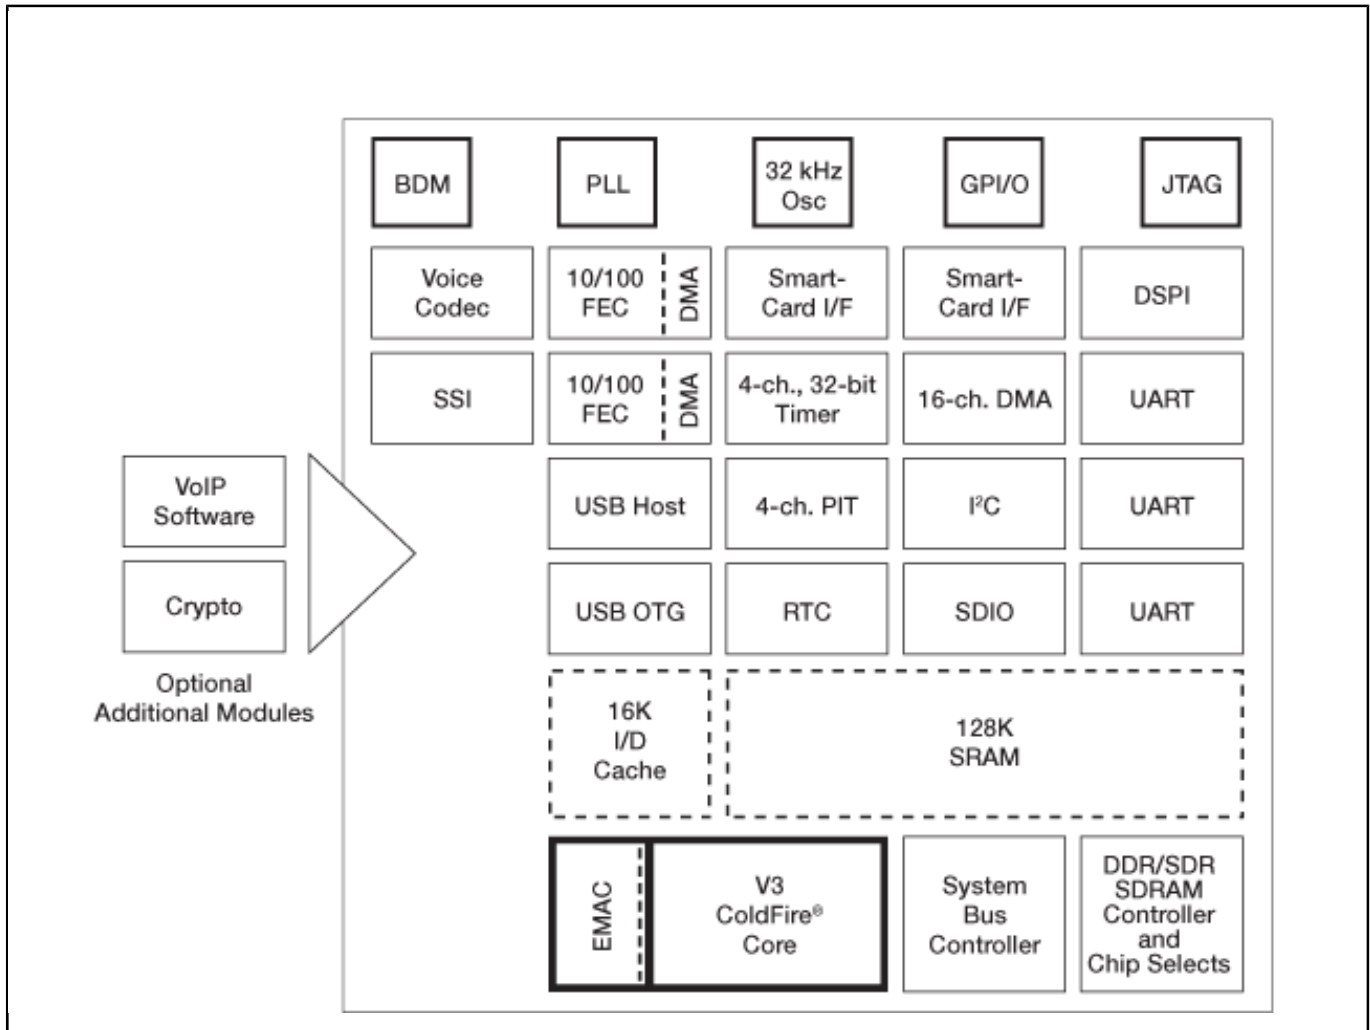 BDM
PLL
32 kHz
Osc
GPI/O
JTAG
Voice
Codec
10/100
FEC
DMA
Smart-
Card I/F
Smart-
Card I/F
DSPI
SSI
10/100
FEC
DMA
4-ch., 32-bit
Timer
16-ch. DMA
UART
VoIP
Software
USB Host
4-ch. PIT
I²C
UART
Crypto
USB OTG
RTC
SDIO
UART
Optional
Additional Modules
16K
I/D
Cache
128K
SRAM
EMAC
V3
ColdFire®
Core
System
Bus
Controller
DDR/SDR
SDRAM
Controller
and
Chip Selects